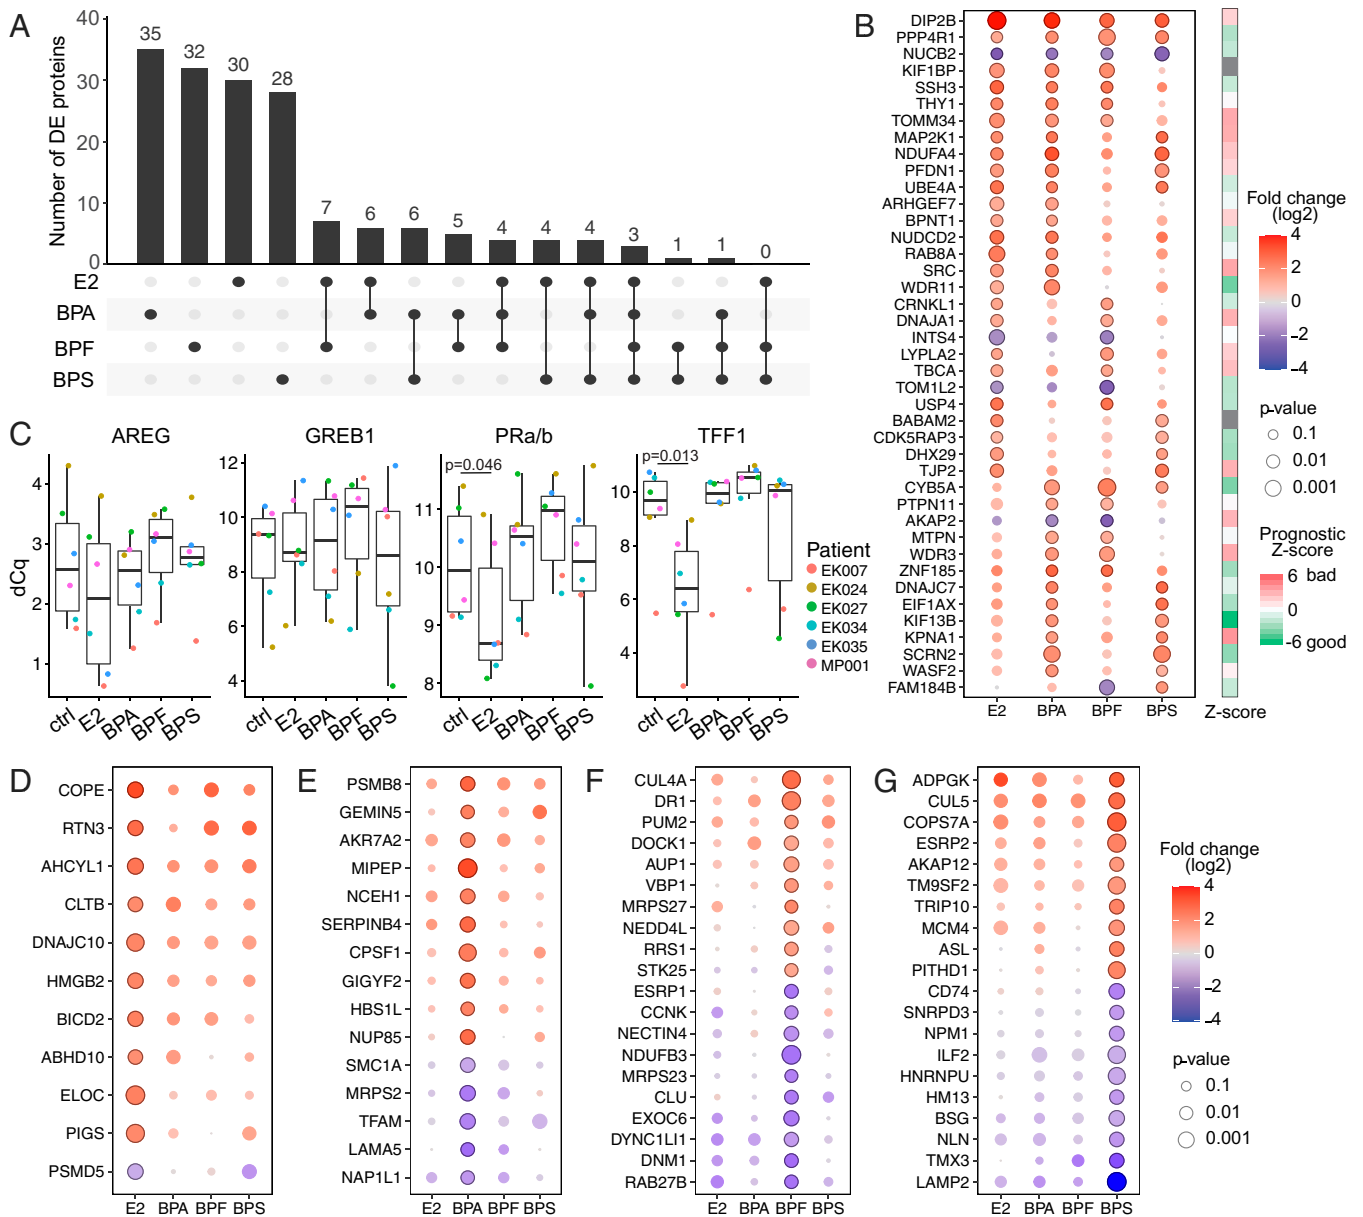 A
Number of DE proteins
40
30
20
10
0
35
32
30
28
7
6
6
5
4
4
4
3
1
1
0
E2
BPA
BPF
BPS
B
DIP2B
PPP4R1
NUCB2
KIF1BP
SSH3
THY1
TOMM34
MAP2K1
NDUFA4
PFDN1
UBE4A
ARHGEF7
BPNT1
NUDCD2
RAB8A
SRC
WDR11
CRNKL1
DNAJA1
INTS4
LYPLA2
TBCA
TOM1L2
USP4
BABAM2
CDK5RAP3
DHX29
TJP2
CYB5A
PTPN11
AKAP2
MTPN
WDR3
ZNF185
DNAJC7
EIF1AX
KIF13B
KPNA1
SCRN2
WASF2
FAM184B
E2 BPA BPF BPS
Z-score
Fold change
(log2)
4
2
0
-2
-4
p-value
0.1
0.01
0.001
Prognostic
Z-score
6 bad
0
-6 good
C
AREG
GREB1
PRa/b
TFF1
dCq
4
3
2
1
12
10
8
6
4
p=0.046
11
10
9
8
p=0.013
10
8
6
4
ctrl E2 BPA BPF BPS
ctrl E2 BPA BPF BPS
ctrl E2 BPA BPF BPS
ctrl E2 BPA BPF BPS
Patient
EK007
EK024
EK027
EK034
EK035
MP001
D
COPE
RTN3
AHCYL1
CLTB
DNAJC10
HMGB2
BICD2
ABHD10
ELOC
PIGS
PSMD5
E2 BPA BPF BPS
E
PSMB8
GEMIN5
AKR7A2
MIPEP
NCEH1
SERPINB4
CPSF1
GIGYF2
HBS1L
NUP85
SMC1A
MRPS2
TFAM
LAMA5
NAP1L1
E2 BPA BPF BPS
F
CUL4A
DR1
PUM2
DOCK1
AUP1
VBP1
MRPS27
NEDD4L
RRS1
STK25
ESRP1
CCNK
NECTIN4
NDUFB3
MRPS23
CLU
EXOC6
DYNC1LI1
DNM1
RAB27B
E2 BPA BPF BPS
G
ADPGK
CUL5
COPS7A
ESRP2
AKAP12
TM9SF2
TRIP10
MCM4
ASL
PITHD1
CD74
SNRPD3
NPM1
ILF2
HNRNPU
HM13
BSG
NLN
TMX3
LAMP2
E2 BPA BPF BPS
Fold change
(log2)
4
2
0
-2
-4
p-value
0.1
0.01
0.001